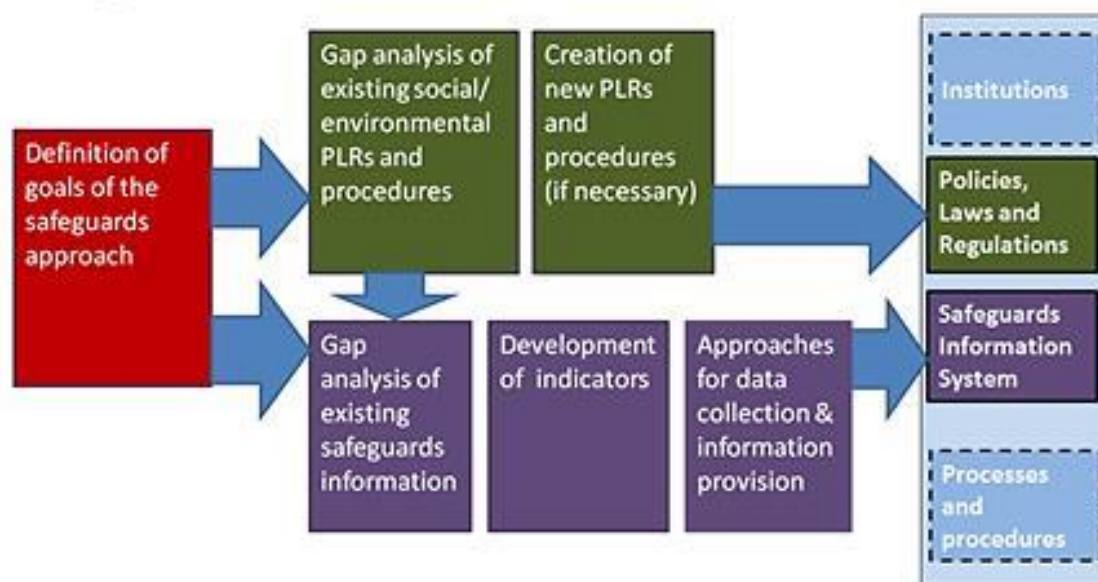 Definition of
goals of the
safeguards
approach
Gap analysis of
existing social/
environmental
PLRs and
procedures
Creation of
new PLRs
and
procedures
(if necessary)
Gap
analysis of
existing
safeguards
information
Development
of indicators
Approaches
for data
collection &
information
provision
Institutions
Policies,
Laws and
Regulations
Safeguards
Information
System
Processes
and
procedures